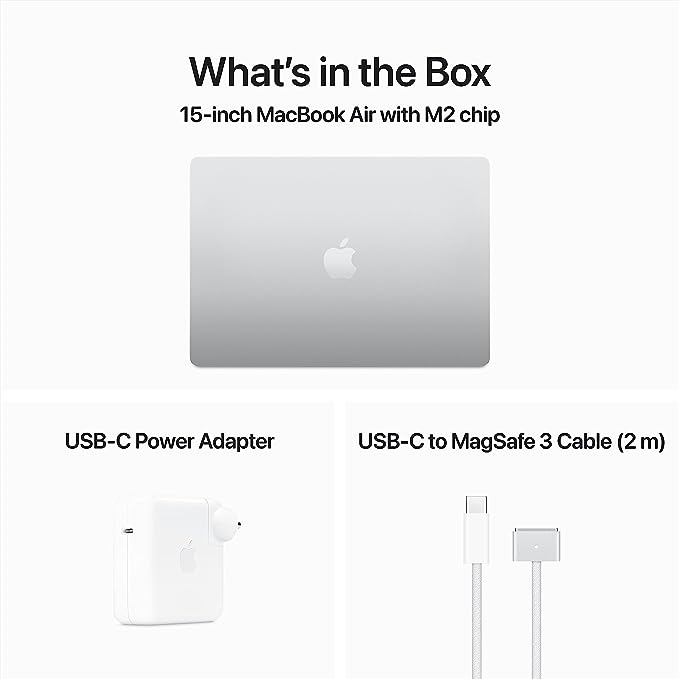 What’s in the Box
15-inch MacBook Air with M2 chip
USB-C Power Adapter
USB-C to MagSafe 3 Cable (2 m)